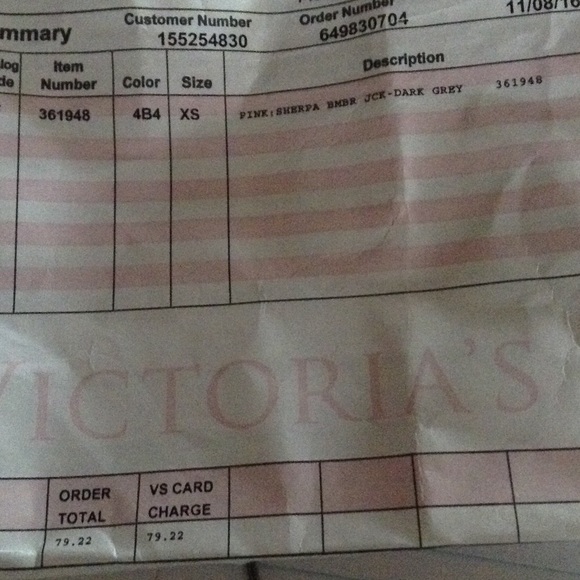 mmary
Customer Number
155254830
Order Number
649830704
11/08/16
log
de
Item
Number
Color
Size
Description
361948
4B4
XS
PINK:SHERPA BMBR JCK-DARK GREY
361948
VICTORIA'S
ORDER
TOTAL
VS CARD
CHARGE
79.22
79.22